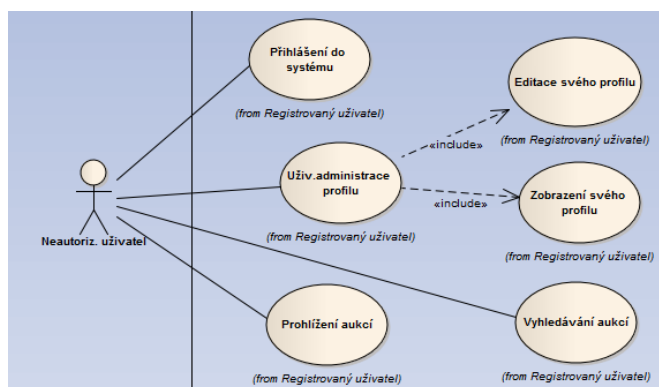 Přihlášení do
systému
(from Registrovaný uživatel)
Editace svého profilu
(from Registrovaný uživatel)
«include»
Uživ.administrace
profilu
(from Registrovaný uživatel)
«include»
Zobrazení svého
profilu
(from Registrovaný uživatel)
Neautoriz. uživatel
Prohlížení aukcí
(from Registrovaný uživatel)
Vyhledávání aukcí
(from Registrovaný uživatel)